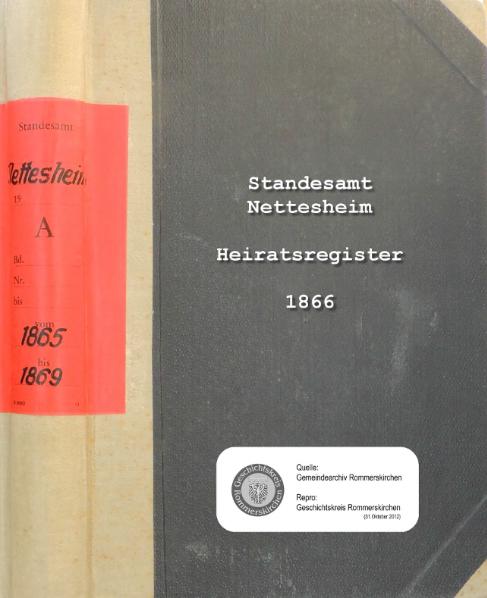 Standesamt
Nettesheim
15
A
Bd.
Nr.
bis
vom
1865
bis
1869
Standesamt
Nettesheim
Heiratsregister
1866
Geschichtskreis
Rommerskirchen
Quelle:
Gemeindearchiv Rommerskirchen
Repro:
Geschichtskreis Rommerskirchen
(31.Oktober 2012)